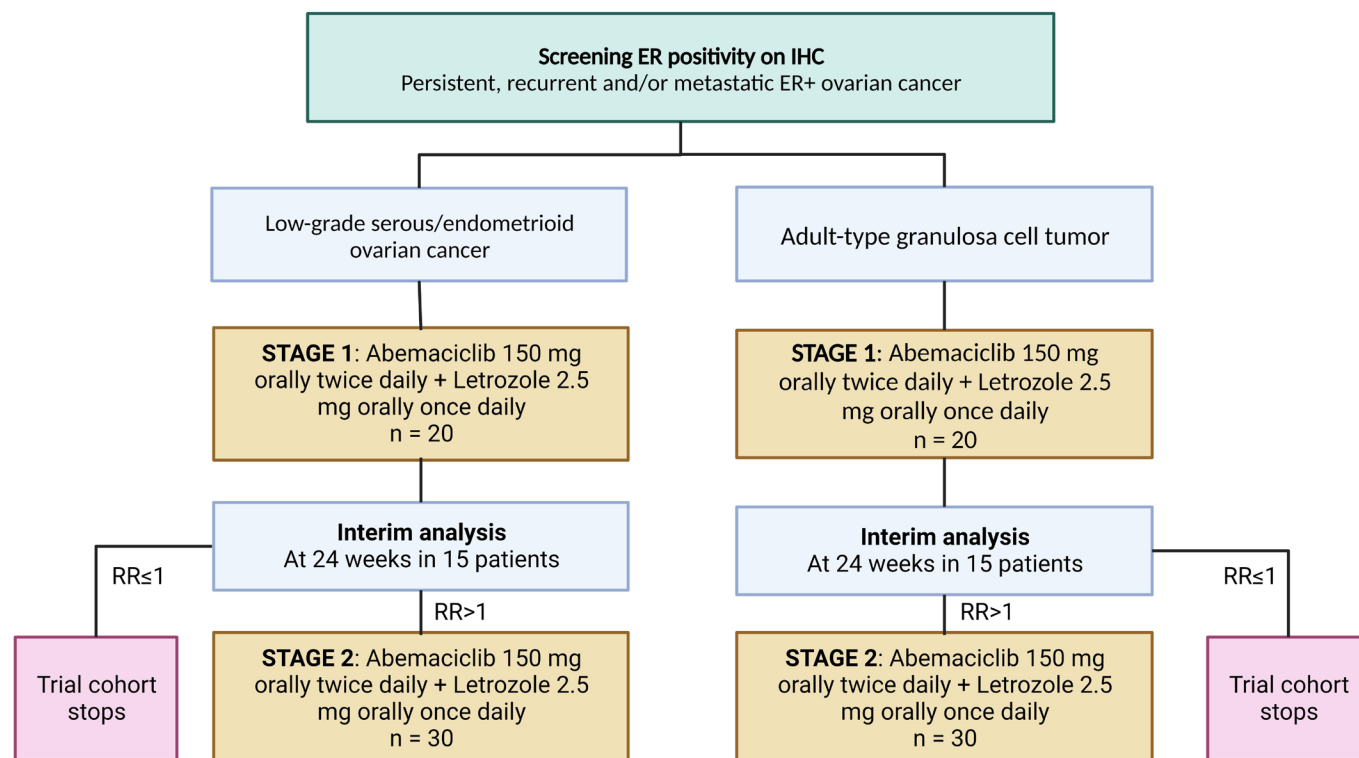 Screening ER positivity on IHC
Persistent, recurrent and/or metastatic ER+ ovarian cancer
Low-grade serous/endometrioid
ovarian cancer
Adult-type granulosa cell tumor
STAGE 1: Abemaciclib 150 mg
orally twice daily + Letrozole 2.5
mg orally once daily
n = 20
STAGE 1: Abemaciclib 150 mg
orally twice daily + Letrozole 2.5
mg orally once daily
n = 20
Interim analysis
At 24 weeks in 15 patients
Interim analysis
At 24 weeks in 15 patients
RR≤1
RR>1
RR>1
RR≤1
Trial cohort
stops
STAGE 2: Abemaciclib 150 mg
orally twice daily + Letrozole 2.5
mg orally once daily
n = 30
STAGE 2: Abemaciclib 150 mg
orally twice daily + Letrozole 2.5
mg orally once daily
n = 30
Trial cohort
stops